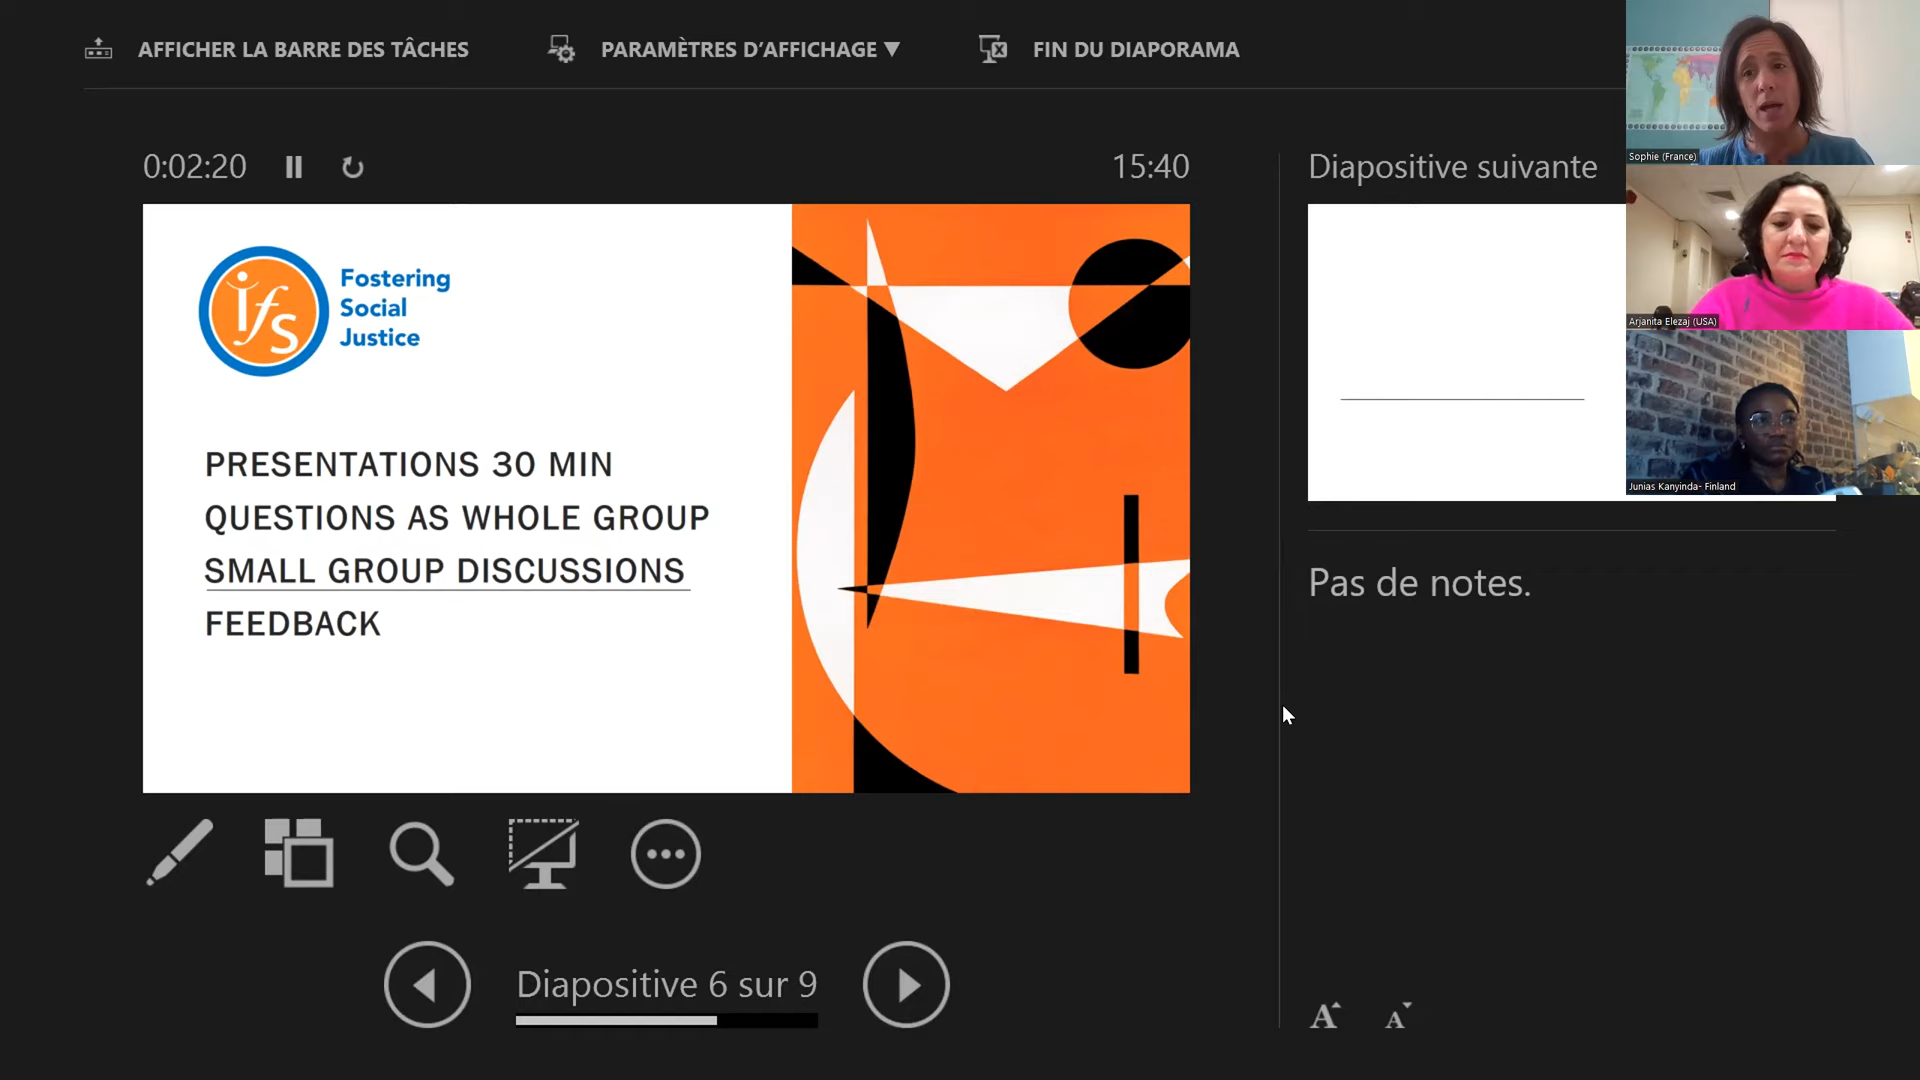 AFFICHER LA BARRE DES TÂCHES
PARAMÈTRES D'AFFICHAGE ▼
FIN DU DIAPORAMA
0:02:20
15:40
Diapositive suivante
ifs
Fostering
Social
Justice
PRESENTATIONS 30 MIN
QUESTIONS AS WHOLE GROUP
SMALL GROUP DISCUSSIONS
FEEDBACK
Pas de notes.
Diapositive 6 sur 9
A
A
Sophie (France)
Arjanita Elezaj (USA)
Junias Kanyinda- Finland